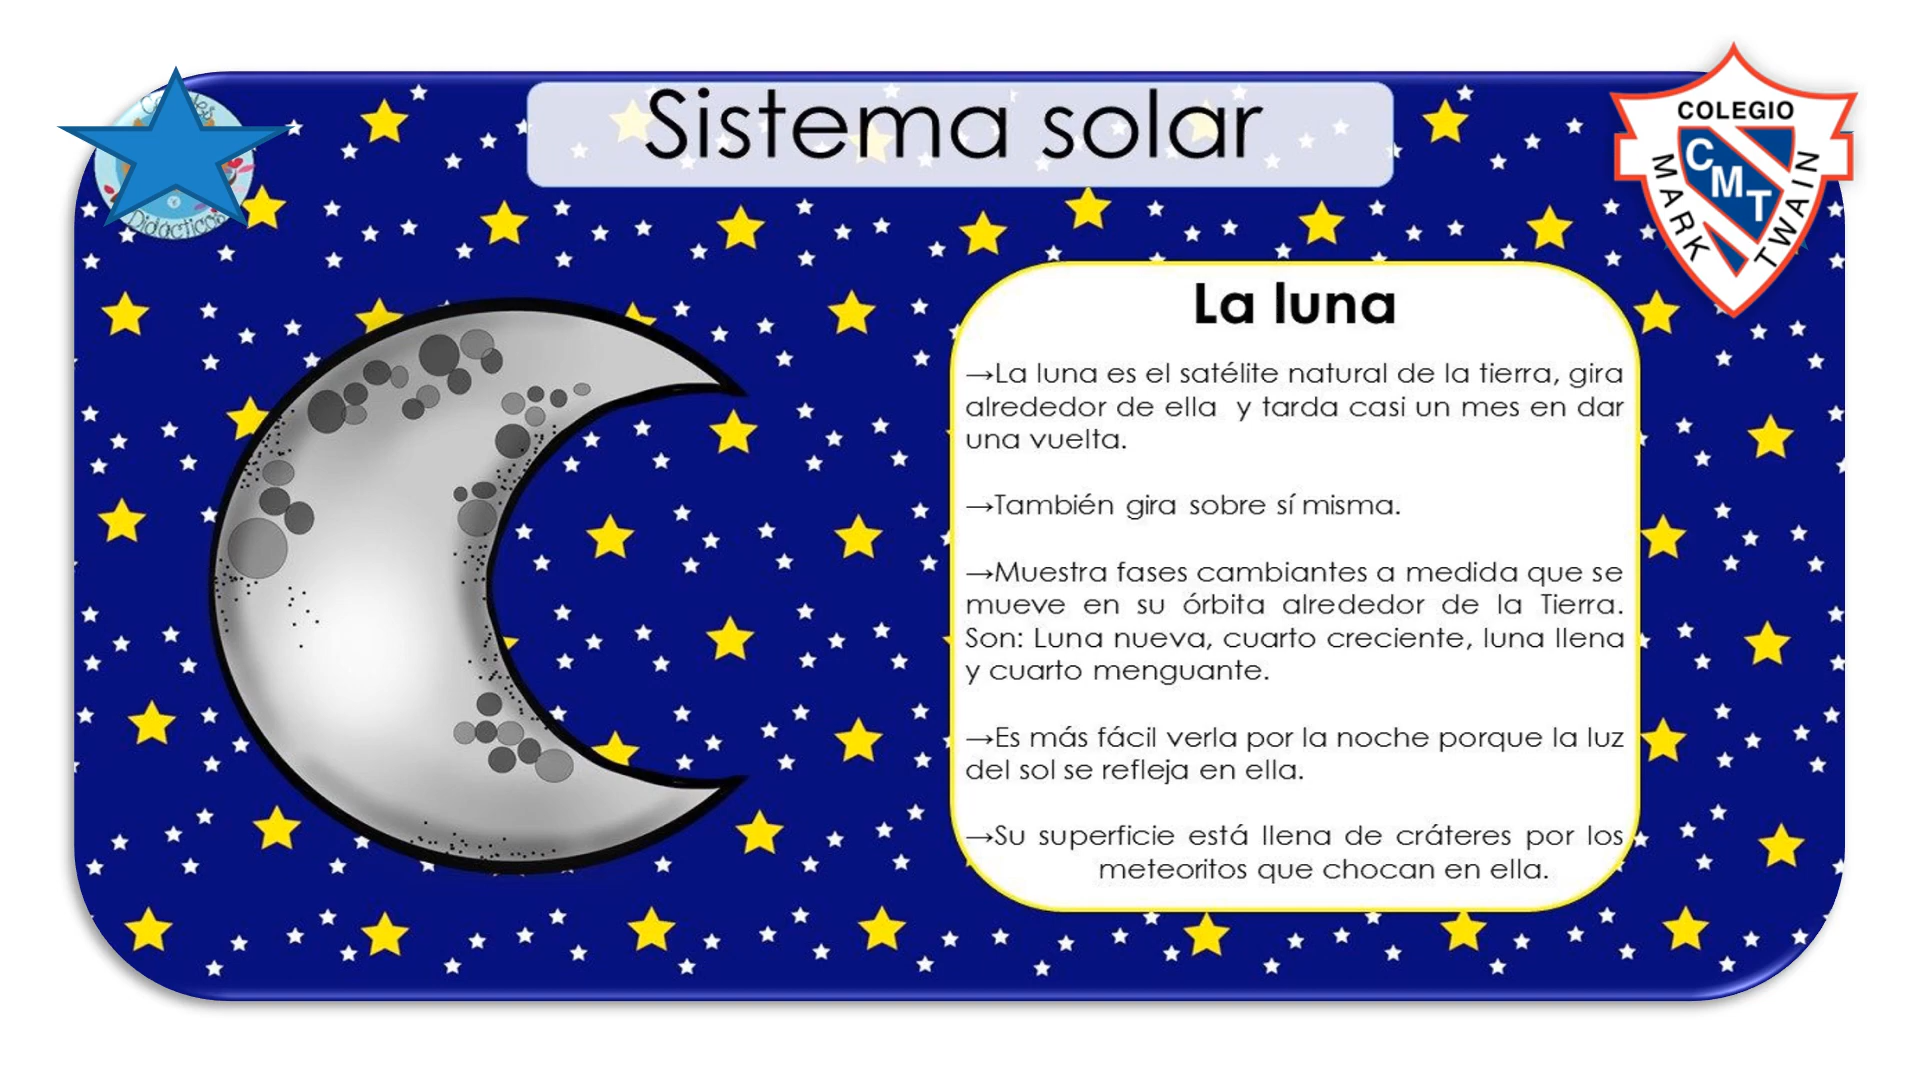 Sistema solar
COLEGIO
MARK
TWAIN
CMT
Didácticos
La luna
→La luna es el satélite natural de la tierra, gira
alrededor de ella y tarda casi un mes en dar
una vuelta.
→También gira sobre sí misma.
→Muestra fases cambiantes a medida que se
mueve en su órbita alrededor de la Tierra.
Son: Luna nueva, cuarto creciente, luna llena
y cuarto menguante.
→Es más fácil verla por la noche porque la luz
del sol se refleja en ella.
→Su superficie está llena de cráteres por los
meteoritos que chocan en ella.